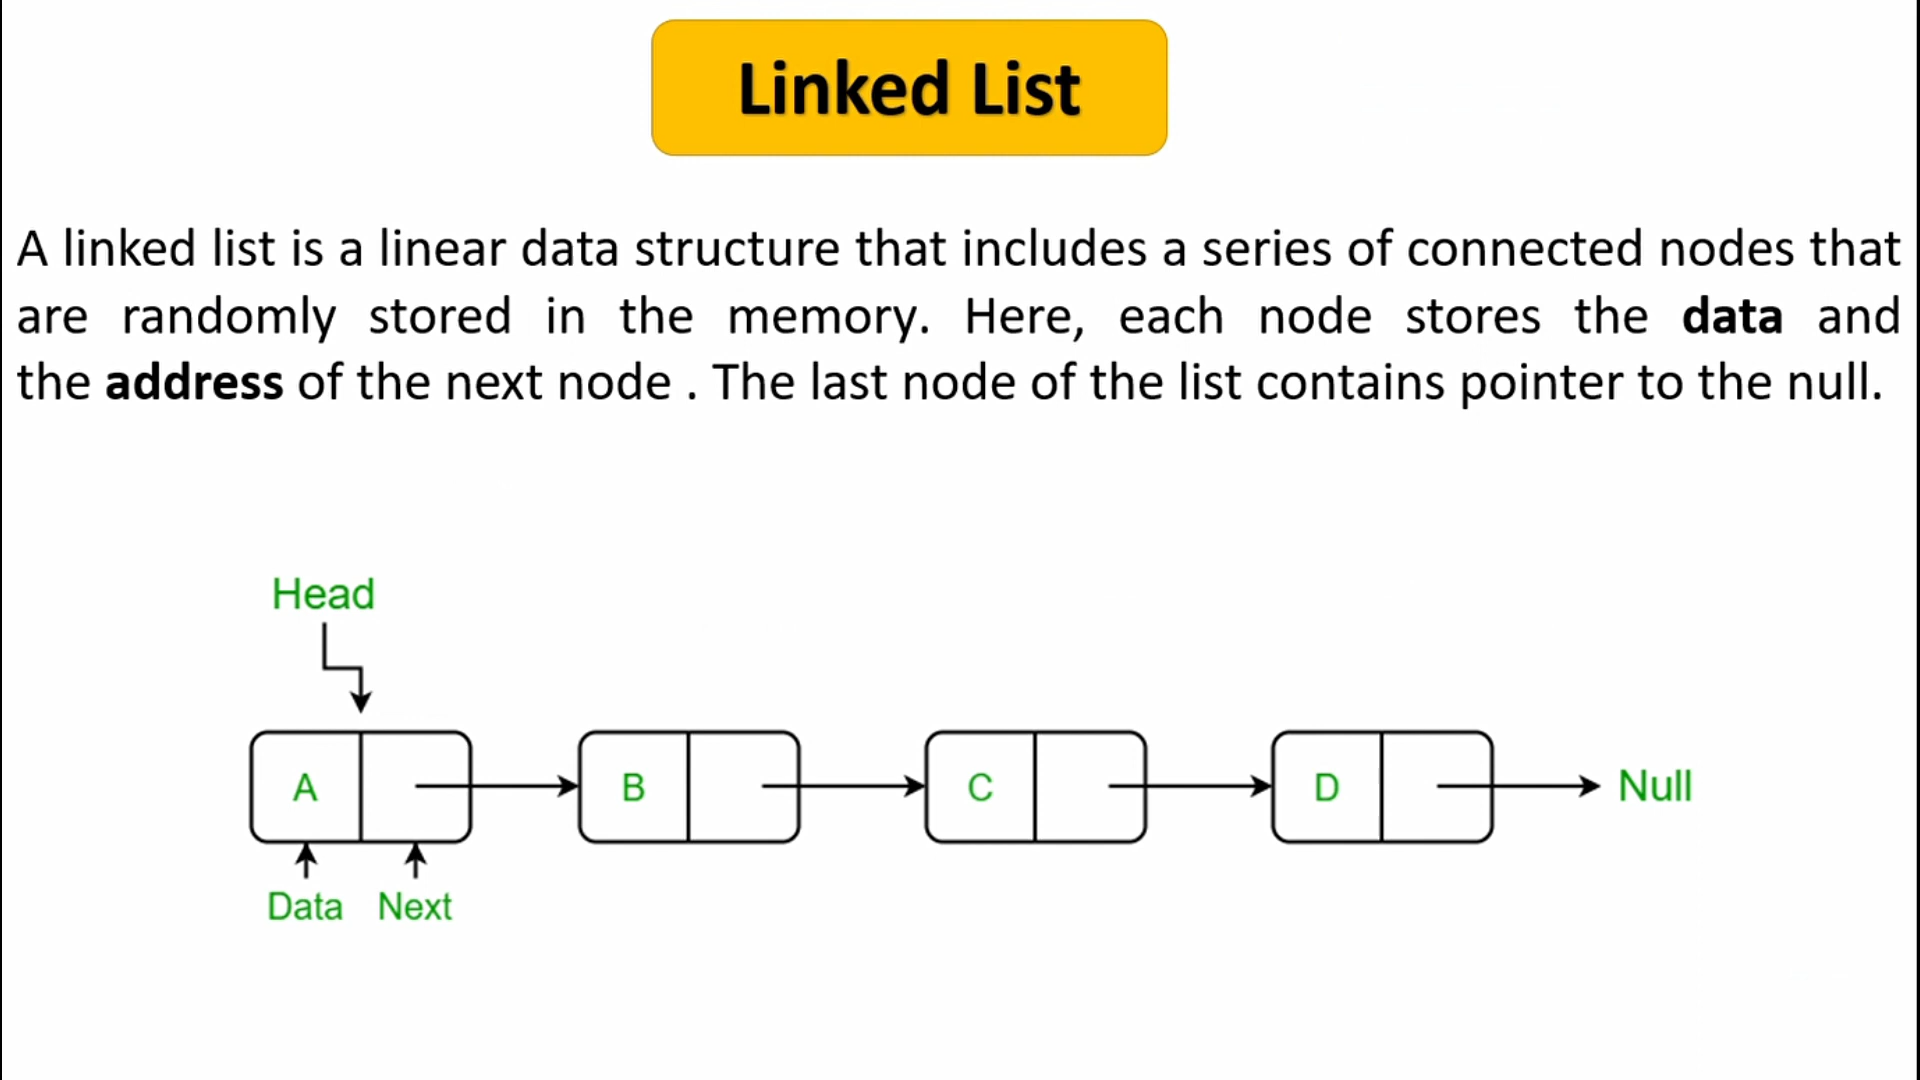 Linked List
A linked list is a linear data structure that includes a series of connected nodes that
are randomly stored in the memory. Here, each node stores the data and
the address of the next node . The last node of the list contains pointer to the null.
Head
A B C D Null
Data Next